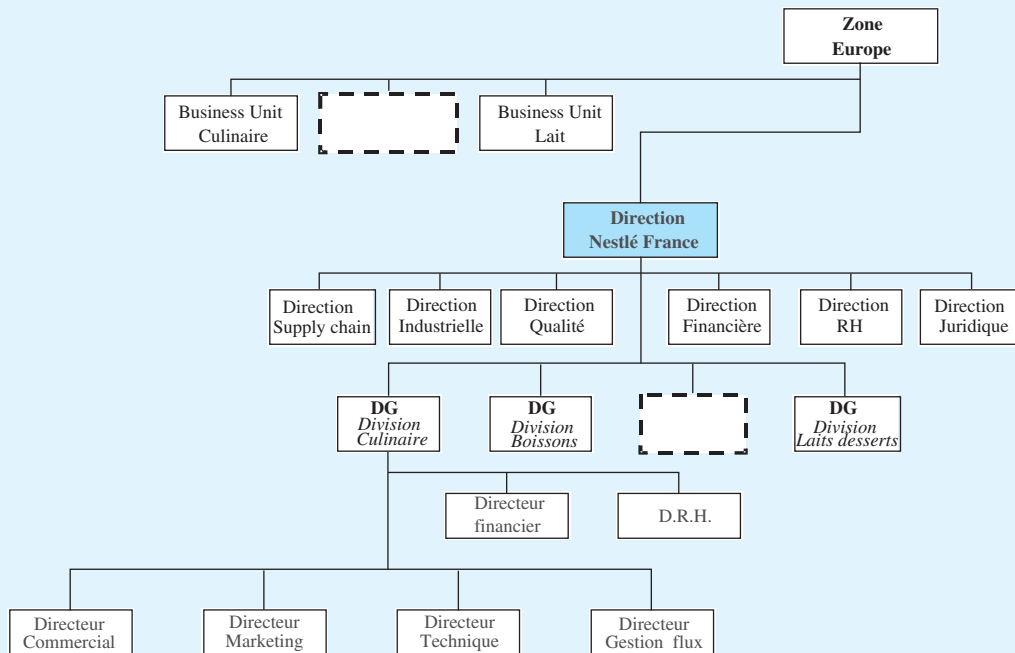 Zone
Europe
Business Unit
Culinaire
Business Unit
Lait
Direction
Nestlé France
Direction
Supply chain
Direction
Industrielle
Direction
Qualité
Direction
Financière
Direction
RH
Direction
Juridique
DG
Division
Culinaire
DG
Division
Boissons
DG
Division
Laits desserts
Directeur
financier
D.R.H.
Directeur
Commercial
Directeur
Marketing
Directeur
Technique
Directeur
Gestion flux